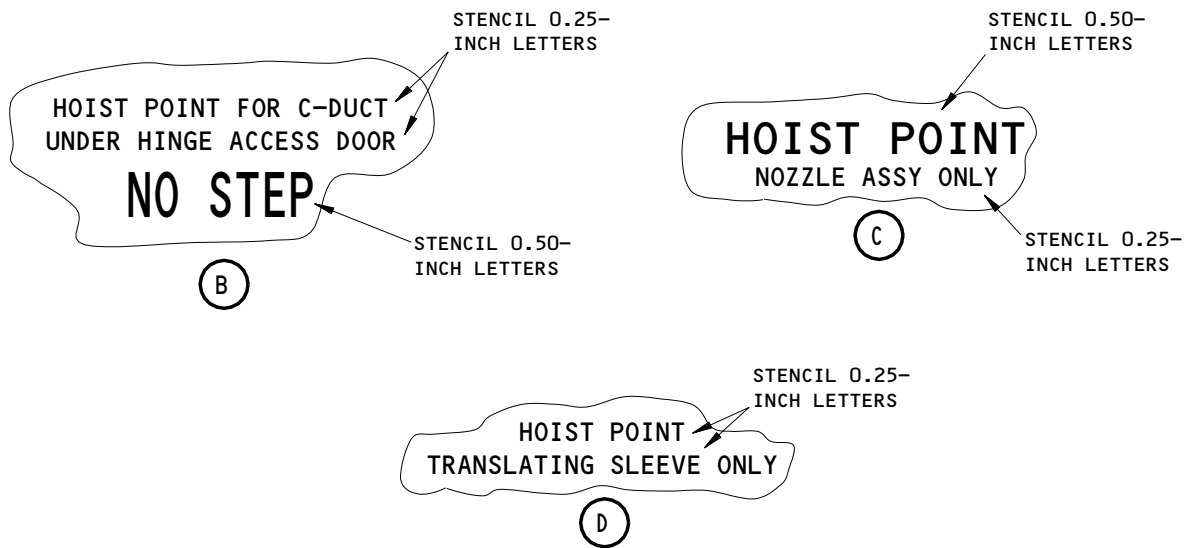 STENCIL 0.25-
INCH LETTERS
HOIST POINT FOR C-DUCT
UNDER HINGE ACCESS DOOR
NO STEP
STENCIL 0.50-
INCH LETTERS
B
STENCIL 0.50-
INCH LETTERS
HOIST POINT
NOZZLE ASSY ONLY
STENCIL 0.25-
INCH LETTERS
C
STENCIL 0.25-
INCH LETTERS
HOIST POINT
TRANSLATING SLEEVE ONLY
D